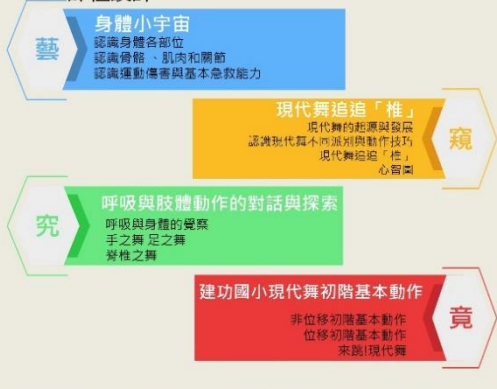 藝
身體小宇宙
認識身體各部位
認識骨骼、肌肉和關節
認識運動傷害與基本急救能力
現代舞追追「椎」
現代舞的起源與發展
認識現代舞不同派別與動作技巧
現代舞追追「椎」
心智圖
窺
究
呼吸與肢體動作的對話與探索
呼吸與身體的覺察
手之舞 足之舞
脊椎之舞
建功國小現代舞初階基本動作
非位移初階基本動作
位移初階基本動作
來跳!現代舞
竟